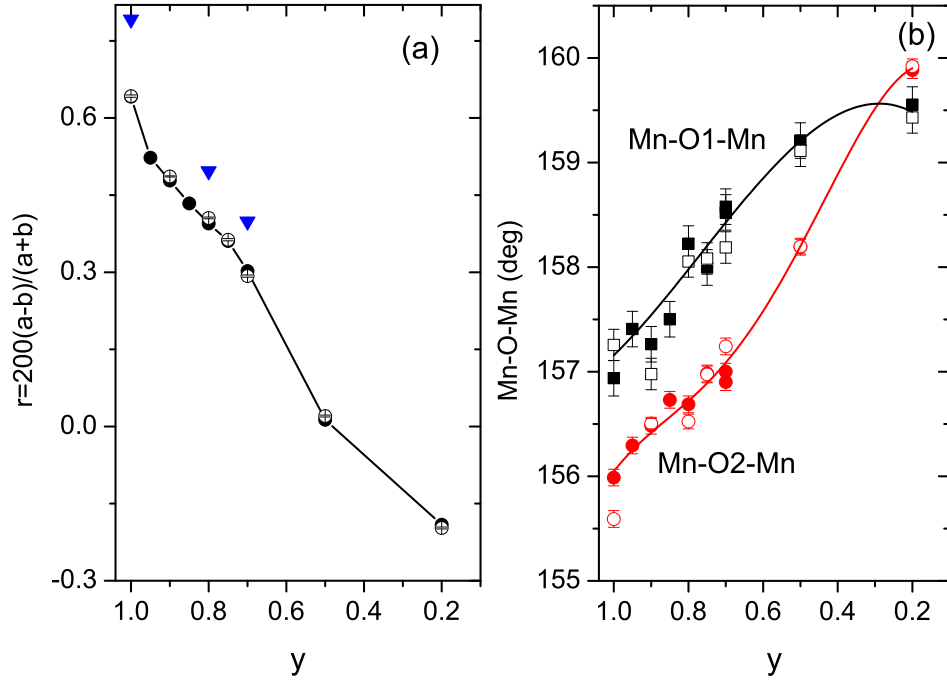 (a)
r=200(a-b)/(a+b)
0.6
0.3
0.0
-0.3
1.0 0.8 0.6 0.4 0.2
y
(b)
Mn-O-Mn (deg)
160
159
158
157
156
155
Mn-O1-Mn
Mn-O2-Mn
1.0 0.8 0.6 0.4 0.2
y